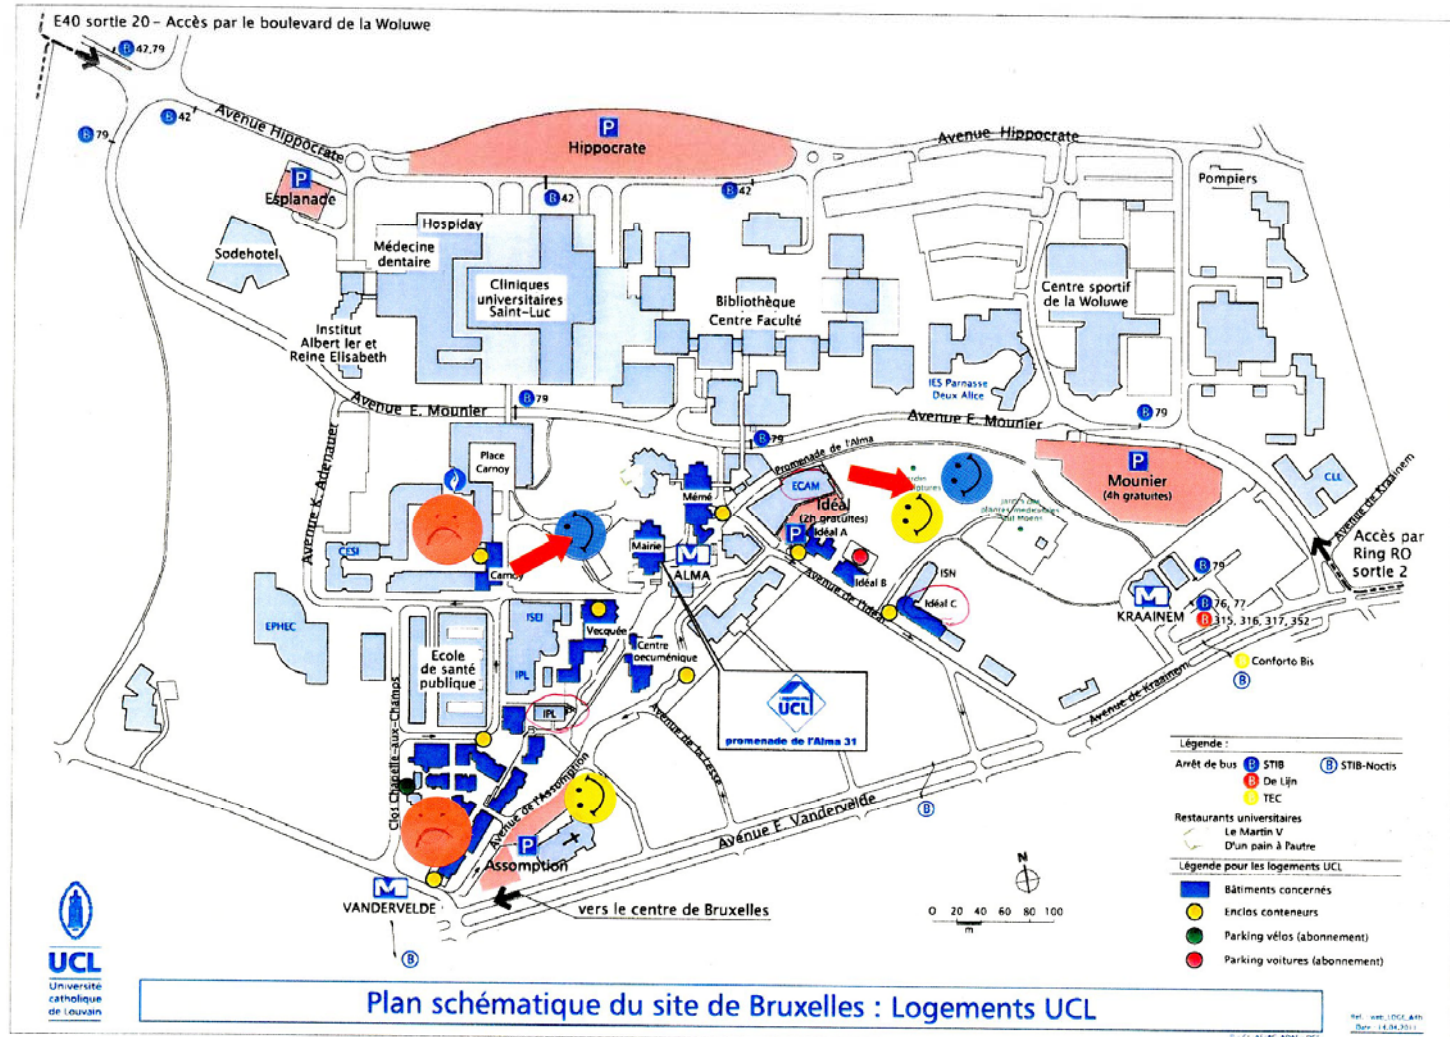 E40 sortie 20 - Accès par le boulevard de la Woluwe
B 42,79
B 42
B 79
Avenue Hippocrate
P
Hippocrate
Avenue Hippocrate
P
Esplanade
B 42
B 42
Pompiers
Sodehotel
Hospiday
Médecine
dentaire
Cliniques
universitaires
Saint-Luc
Bibliothèque
Centre Faculté
Centre sportif
de la Woluwe
Institut
Albert Ier et
Reine Elisabeth
IES Parnasse
Deux Alice
Avenue E. Mounier
B 79
Avenue E. Mounier
B 79
B 79
Avenue K. Adenauer
Place
Carnoy
Promenade de l'Alma
P
Mounier
(4h gratuites)
CLL
Avenue de Kraainem
Mémé
ECAM
Idéal
(2h gratuites)
P
Idéal A
Accès par
Ring RO
sortie 2
CESI
Carnoy
Mairie
M
ALMA
Idéal B
ISN
Idéal C
Avenue de l'Idéal
B 79
M
KRAAINEM
B 76, 77
B 315, 316, 317, 352
EPHEC
ISEI
Vecquée
Centre
oecuménique
Ecole
de santé
publique
IPL
IPL
B Conforto Bis
B
Avenue de Kraainem
Clos Chapelle-aux-Champs
UCL
promenade de l'Alma 31
Avenue de la Lesse
Avenue de l'Assomption
P
Assomption
Avenue E. Vandervelde
B
M
VANDERVELDE
vers le centre de Bruxelles
B
N
0 20 40 60 80 100
m
Légende :
Arrêt de bus
B STIB
B De Lijn
B TEC
B STIB-Noctis
Restaurants universitaires
Le Martin V
D'un pain à l'autre
Légende pour les logements UCL
Bâtiments concernés
Enclos conteneurs
Parking vélos (abonnement)
Parking voitures (abonnement)
UCL
Université
catholique
de Louvain
Plan schématique du site de Bruxelles : Logements UCL